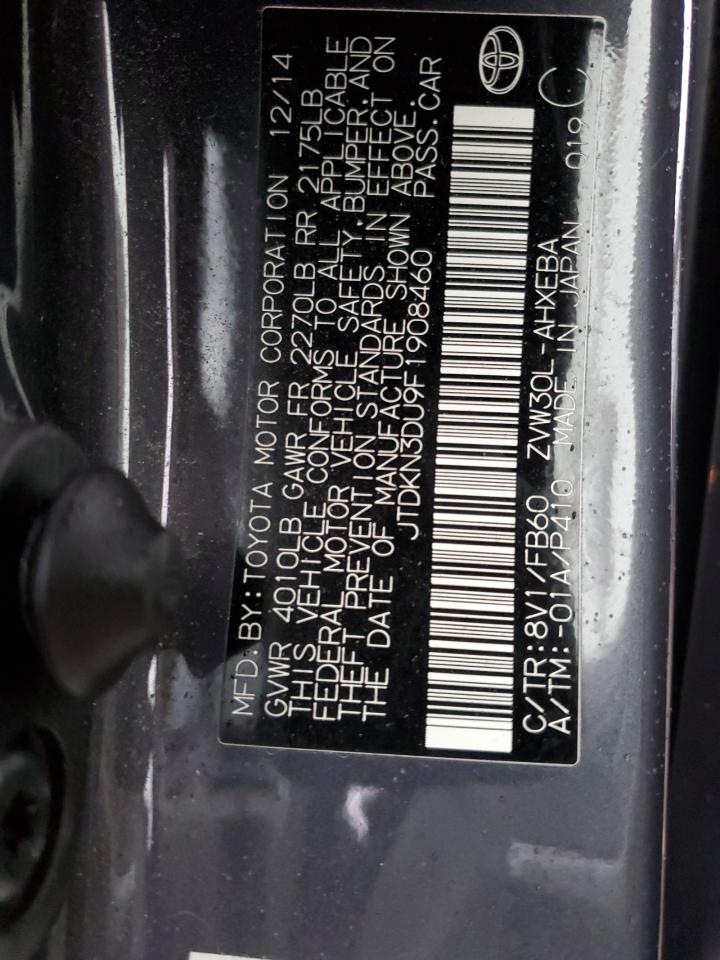 MFD.BY:TOYOTA MOTOR CORPORATION 12/14
GVWR 4010LB GAWR FR 2270LB RR 2175LB
THIS VEHICLE CONFORMS TO ALL APPLICABLE
FEDERAL MOTOR VEHICLE SAFETY,BUMPER,AND
THEFT PREVENTION STANDARDS IN EFFECT ON
THE DATE OF MANUFACTURE SHOWN ABOVE.
JTDKN3DU9F1908460 PASS.CAR
C/TR:8V1/FB60 ZVW30L-AHXEBA
A/TM:-01A/P410 MADE IN JAPAN 019 C